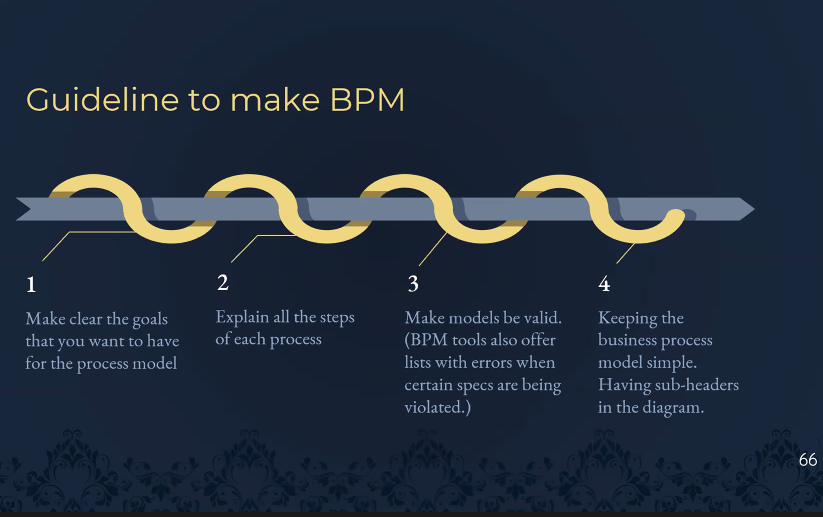 Guideline to make BPM
1
Make clear the goals
that you want to have
for the process model
2
Explain all the steps
of each process
3
Make models be valid.
(BPM tools also offer
lists with errors when
certain specs are being
violated.)
4
Keeping the
business process
model simple.
Having sub-headers
in the diagram.
66